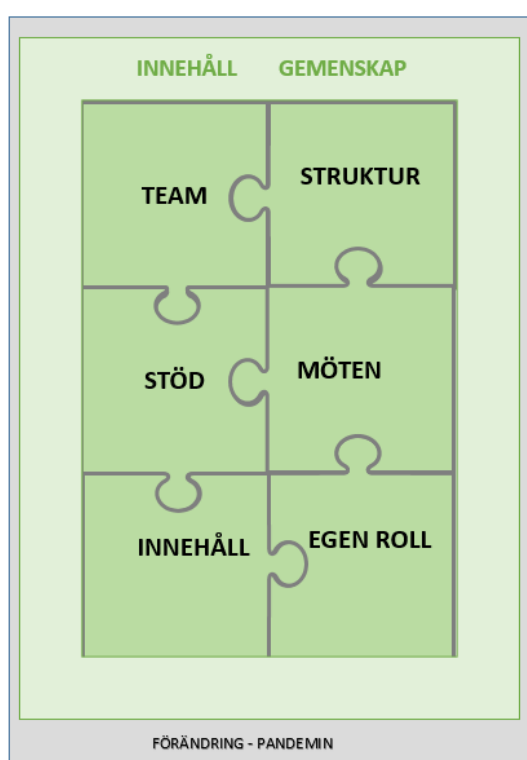 INNEHÅLL GEMENSKAP
TEAM
STRUKTUR
STÖD
MÖTEN
INNEHÅLL
EGEN ROLL
FÖRÄNDRING - PANDEMIN